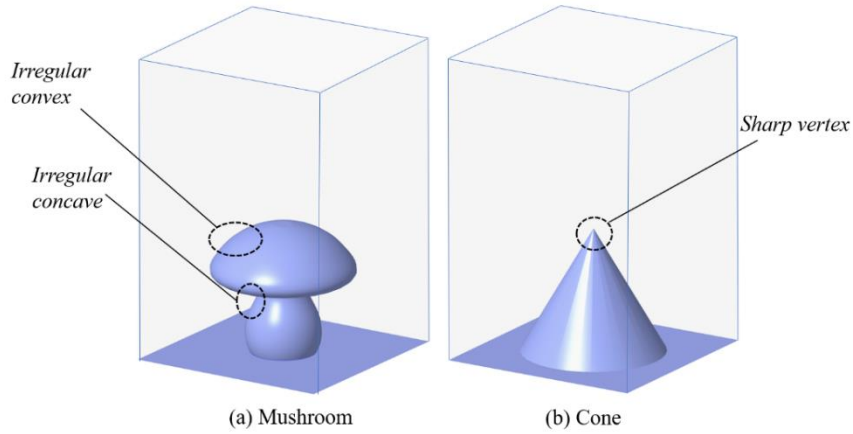 Irregular
convex
Irregular
concave
Sharp vertex
(a) Mushroom
(b) Cone